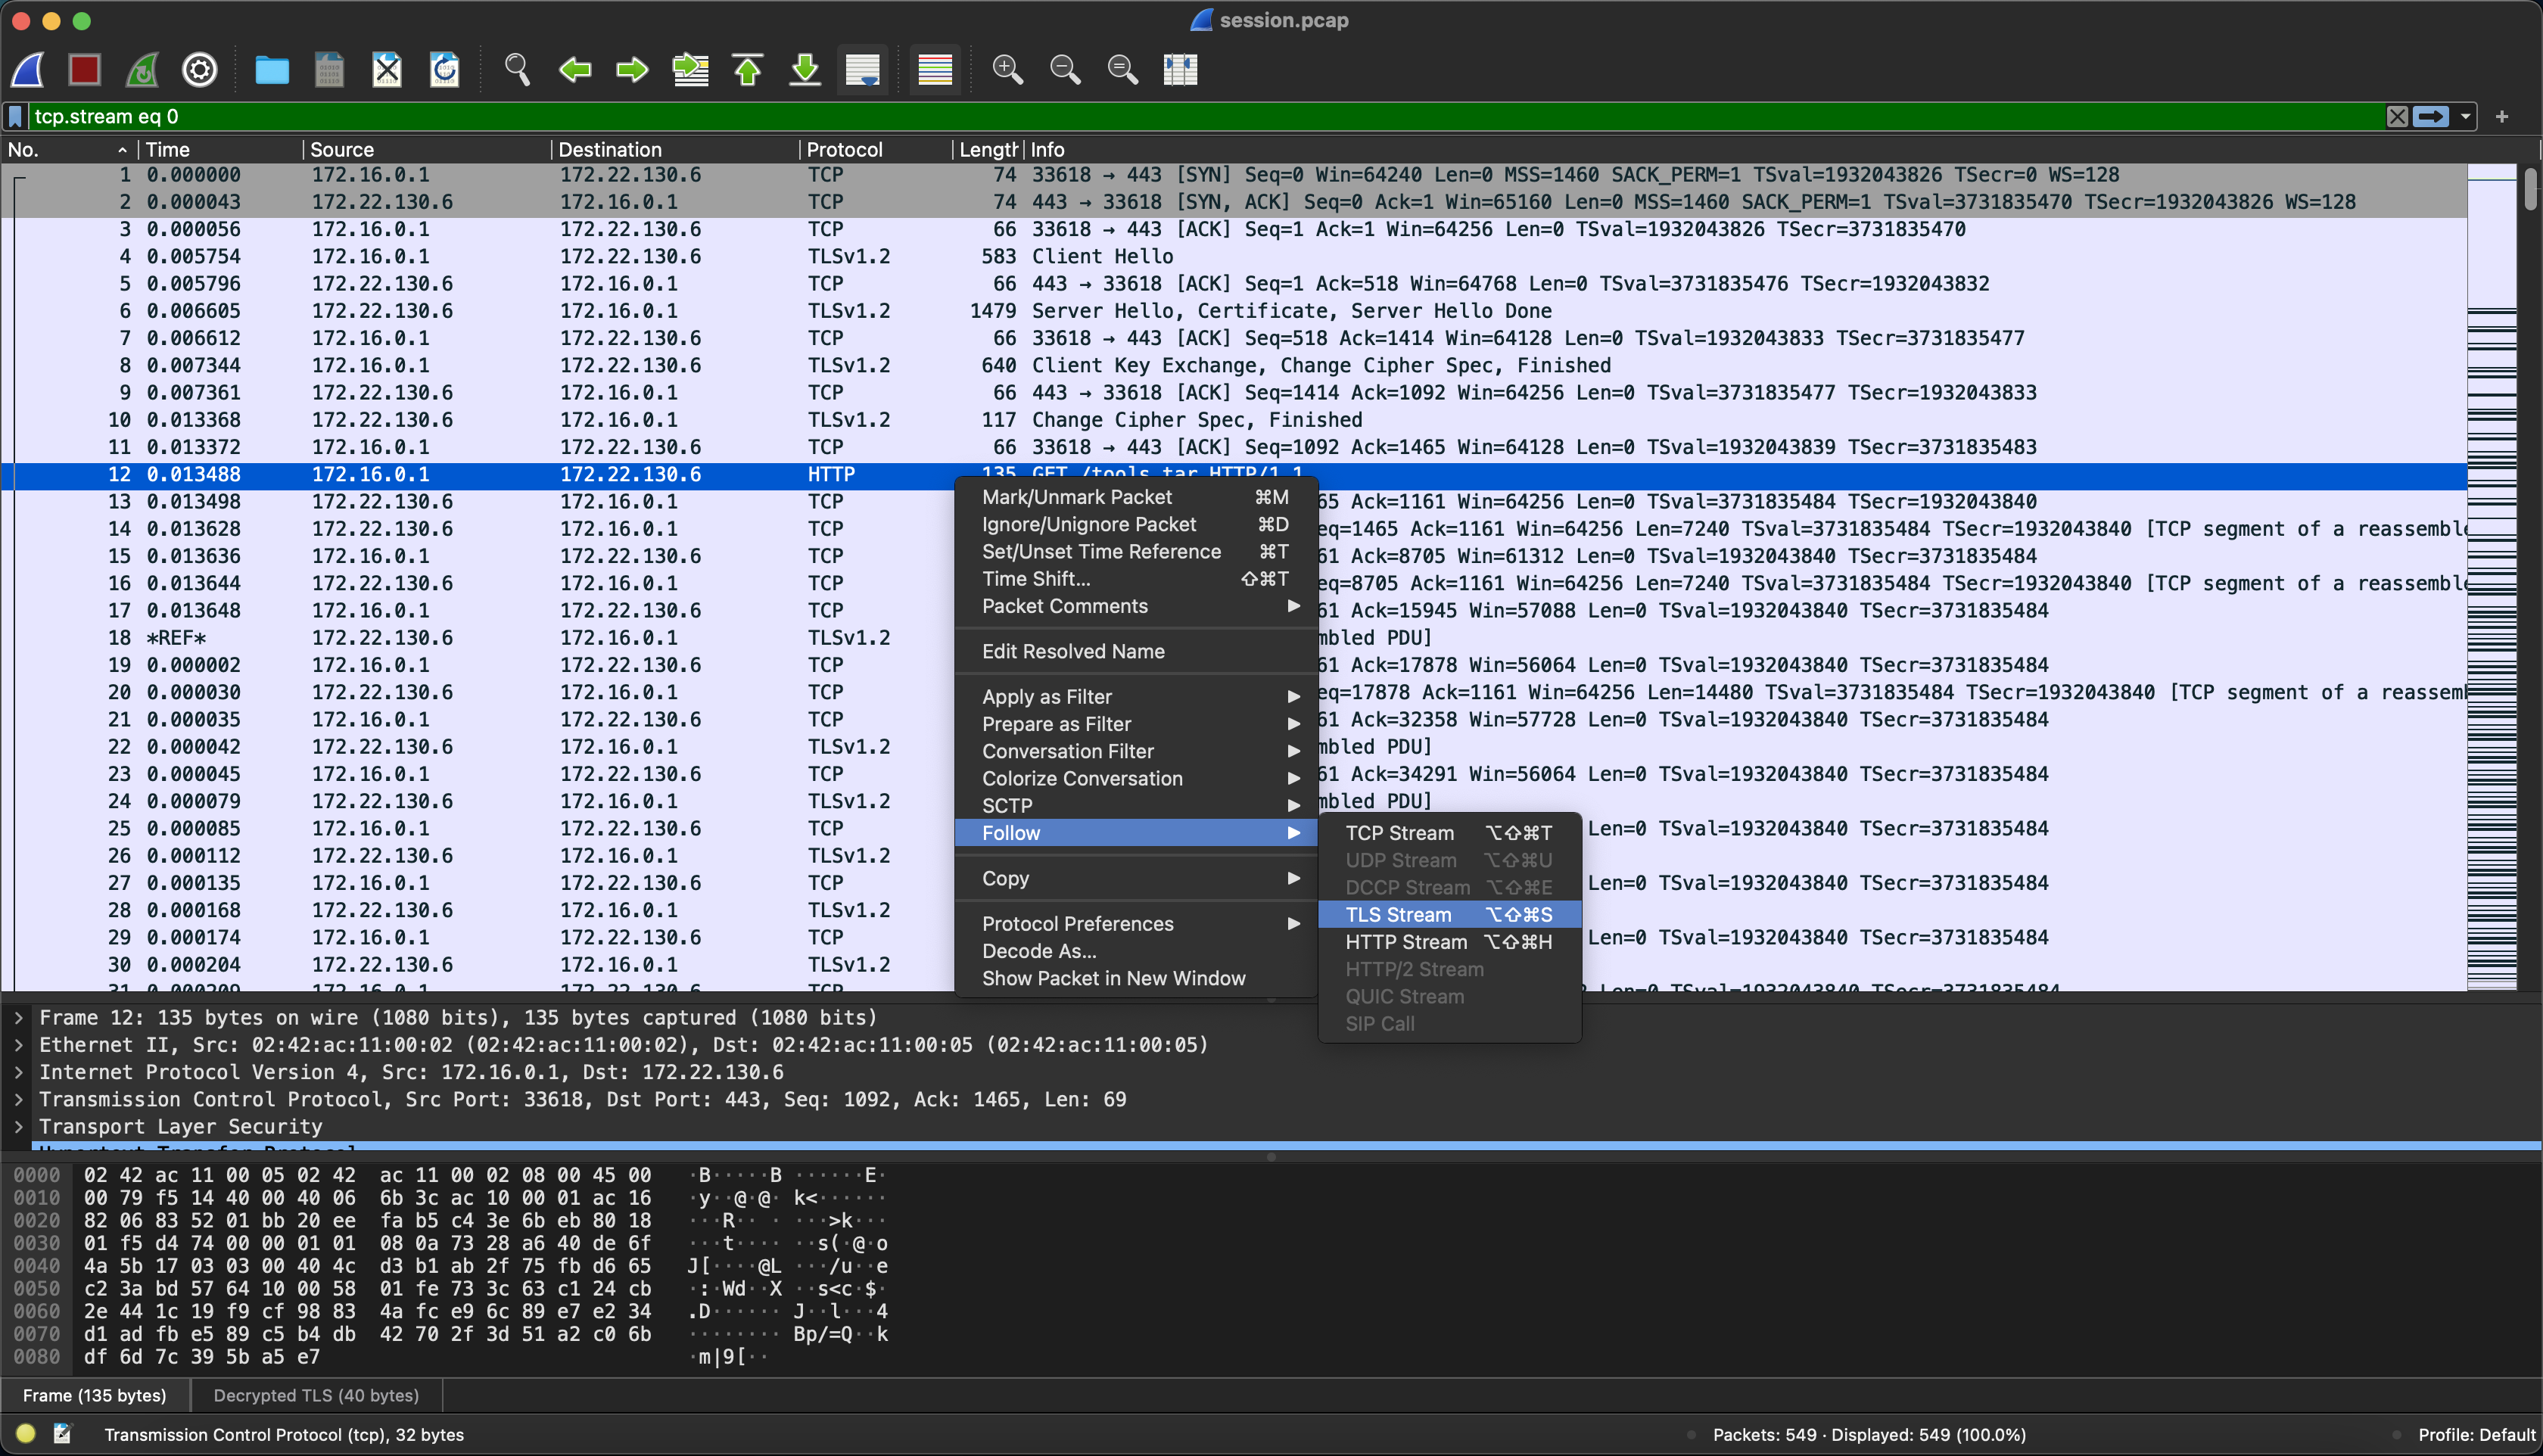 session.pcap
tcp.stream eq 0
No. Time Source Destination Protocol Length Info
1 0.000000 172.16.0.1 172.22.130.6 TCP 74 33618 → 443 [SYN] Seq=0 Win=64240 Len=0 MSS=1460 SACK_PERM=1 TSval=1932043826 TSecr=0 WS=128
2 0.000043 172.22.130.6 172.16.0.1 TCP 74 443 → 33618 [SYN, ACK] Seq=0 Ack=1 Win=65160 Len=0 MSS=1460 SACK_PERM=1 TSval=3731835470 TSecr=1932043826 WS=128
3 0.000056 172.16.0.1 172.22.130.6 TCP 66 33618 → 443 [ACK] Seq=1 Ack=1 Win=64256 Len=0 TSval=1932043826 TSecr=3731835470
4 0.005754 172.16.0.1 172.22.130.6 TLSv1.2 583 Client Hello
5 0.005796 172.22.130.6 172.16.0.1 TCP 66 443 → 33618 [ACK] Seq=1 Ack=518 Win=64768 Len=0 TSval=3731835476 TSecr=1932043832
6 0.006605 172.22.130.6 172.16.0.1 TLSv1.2 1479 Server Hello, Certificate, Server Hello Done
7 0.006612 172.16.0.1 172.22.130.6 TCP 66 33618 → 443 [ACK] Seq=518 Ack=1414 Win=64128 Len=0 TSval=1932043833 TSecr=3731835477
8 0.007344 172.16.0.1 172.22.130.6 TLSv1.2 640 Client Key Exchange, Change Cipher Spec, Finished
9 0.007361 172.22.130.6 172.16.0.1 TCP 66 443 → 33618 [ACK] Seq=1414 Ack=1092 Win=64256 Len=0 TSval=3731835477 TSecr=1932043833
10 0.013368 172.22.130.6 172.16.0.1 TLSv1.2 117 Change Cipher Spec, Finished
11 0.013372 172.16.0.1 172.22.130.6 TCP 66 33618 → 443 [ACK] Seq=1092 Ack=1465 Win=64128 Len=0 TSval=1932043839 TSecr=3731835483
12 0.013488 172.16.0.1 172.22.130.6 HTTP 135 GET /tools.tar HTTP/1.1
13 0.013498 172.22.130.6 172.16.0.1 TCP 65 Ack=1161 Win=64256 Len=0 TSval=3731835484 TSecr=1932043840
14 0.013628 172.22.130.6 172.16.0.1 TCP eq=1465 Ack=1161 Win=64256 Len=7240 TSval=3731835484 TSecr=1932043840 [TCP segment of a reassemble
15 0.013636 172.16.0.1 172.22.130.6 TCP 61 Ack=8705 Win=61312 Len=0 TSval=1932043840 TSecr=3731835484
16 0.013644 172.22.130.6 172.16.0.1 TCP eq=8705 Ack=1161 Win=64256 Len=7240 TSval=3731835484 TSecr=1932043840 [TCP segment of a reassemble
17 0.013648 172.16.0.1 172.22.130.6 TCP 61 Ack=15945 Win=57088 Len=0 TSval=1932043840 TSecr=3731835484
18 *REF* 172.22.130.6 172.16.0.1 TLSv1.2 mbled PDU]
19 0.000002 172.16.0.1 172.22.130.6 TCP 61 Ack=17878 Win=56064 Len=0 TSval=1932043840 TSecr=3731835484
20 0.000030 172.22.130.6 172.16.0.1 TCP eq=17878 Ack=1161 Win=64256 Len=14480 TSval=3731835484 TSecr=1932043840 [TCP segment of a reassem
21 0.000035 172.16.0.1 172.22.130.6 TCP 61 Ack=32358 Win=57728 Len=0 TSval=1932043840 TSecr=3731835484
22 0.000042 172.22.130.6 172.16.0.1 TLSv1.2 mbled PDU]
23 0.000045 172.16.0.1 172.22.130.6 TCP 61 Ack=34291 Win=56064 Len=0 TSval=1932043840 TSecr=3731835484
24 0.000079 172.22.130.6 172.16.0.1 TLSv1.2 mbled PDU]
25 0.000085 172.16.0.1 172.22.130.6 TCP Len=0 TSval=1932043840 TSecr=3731835484
26 0.000112 172.22.130.6 172.16.0.1 TLSv1.2
27 0.000135 172.16.0.1 172.22.130.6 TCP Len=0 TSval=1932043840 TSecr=3731835484
28 0.000168 172.22.130.6 172.16.0.1 TLSv1.2
29 0.000174 172.16.0.1 172.22.130.6 TCP Len=0 TSval=1932043840 TSecr=3731835484
30 0.000204 172.22.130.6 172.16.0.1 TLSv1.2
31 0.000209 172.16.0.1 172.22.130.6 TCP Len=0 TSval=1932043840 TSecr=3731835484
Mark/Unmark Packet ⌘M
Ignore/Unignore Packet ⌘D
Set/Unset Time Reference ⌘T
Time Shift... ⇧⌘T
Packet Comments
Edit Resolved Name
Apply as Filter
Prepare as Filter
Conversation Filter
Colorize Conversation
SCTP
Follow
Copy
Protocol Preferences
Decode As...
Show Packet in New Window
TCP Stream ⌥⇧⌘T
UDP Stream ⌥⇧⌘U
DCCP Stream ⌥⇧⌘E
TLS Stream ⌥⇧⌘S
HTTP Stream ⌥⇧⌘H
HTTP/2 Stream
QUIC Stream
SIP Call
Frame 12: 135 bytes on wire (1080 bits), 135 bytes captured (1080 bits)
Ethernet II, Src: 02:42:ac:11:00:02 (02:42:ac:11:00:02), Dst: 02:42:ac:11:00:05 (02:42:ac:11:00:05)
Internet Protocol Version 4, Src: 172.16.0.1, Dst: 172.22.130.6
Transmission Control Protocol, Src Port: 33618, Dst Port: 443, Seq: 1092, Ack: 1465, Len: 69
Transport Layer Security
Hypertext Transfer Protocol
0000 02 42 ac 11 00 05 02 42 ac 11 00 02 08 00 45 00 ·B·····B ······E·
0010 00 79 f5 14 40 00 40 06 6b 3c ac 10 00 01 ac 16 ·y··@·@· k<······
0020 82 06 83 52 01 bb 20 ee fa b5 c4 3e 6b eb 80 18 ···R·· · ···>k···
0030 01 f5 d4 74 00 00 01 01 08 0a 73 28 a6 40 de 6f ···t···· ··s(·@·o
0040 4a 5b 17 03 03 00 40 4c d3 b1 ab 2f 75 fb d6 65 J[····@L ···/u··e
0050 c2 3a bd 57 64 10 00 58 01 fe 73 3c 63 c1 24 cb ·:·Wd··X ··s<c·$·
0060 2e 44 1c 19 f9 cf 98 83 4a fc e9 6c 89 e7 e2 34 .D······ J··l···4
0070 d1 ad fb e5 89 c5 b4 db 42 70 2f 3d 51 a2 c0 6b ········ Bp/=Q··k
0080 df 6d 7c 39 5b a5 e7 ·m|9[··
Frame (135 bytes) Decrypted TLS (40 bytes)
Transmission Control Protocol (tcp), 32 bytes Packets: 549 · Displayed: 549 (100.0%) Profile: Default